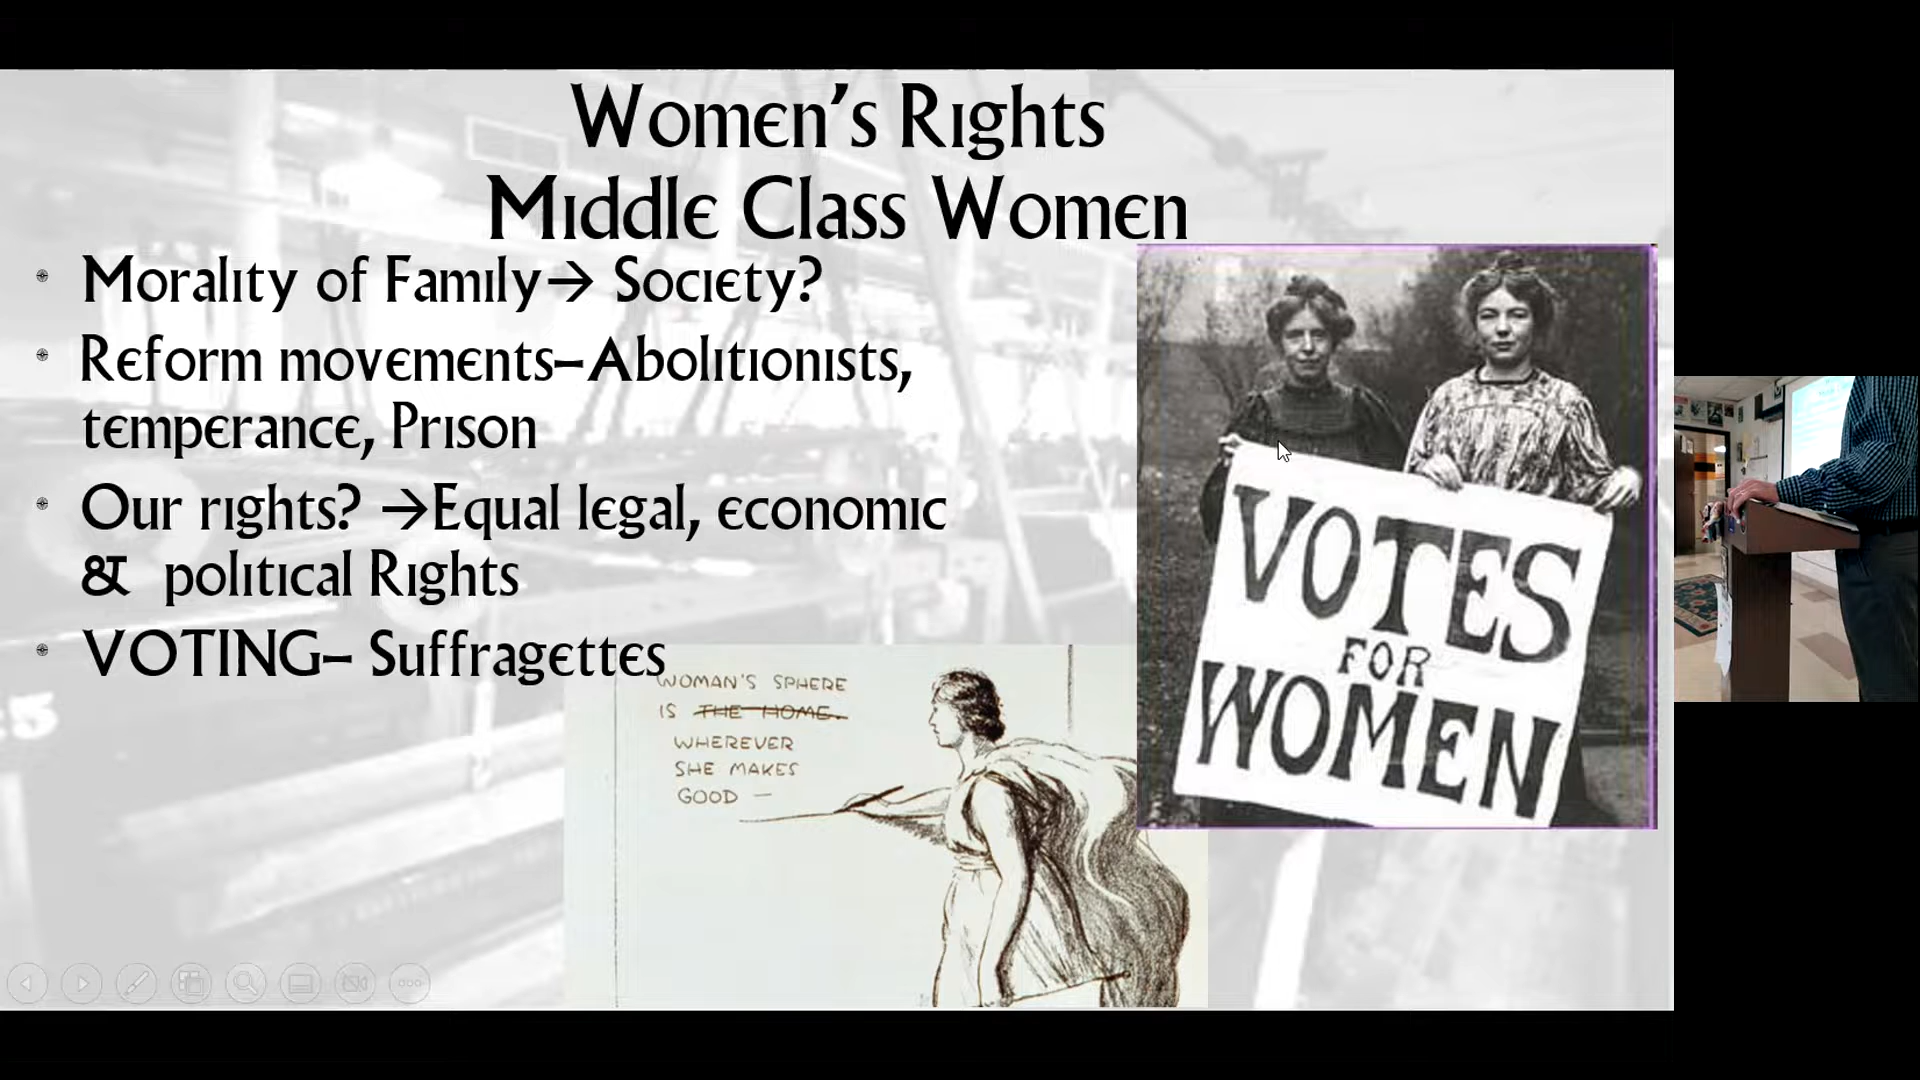 Women's Rights
Middle Class Women
Morality of Family→ Society?
Reform movements–Abolitionists,
temperance, Prison
Our rights? →Equal legal, economic
& political Rights
VOTING– Suffragettes
WOMAN'S SPHERE
IS THE HOME.
WHEREVER
SHE MAKES
GOOD —
VOTES
FOR
WOMEN
5